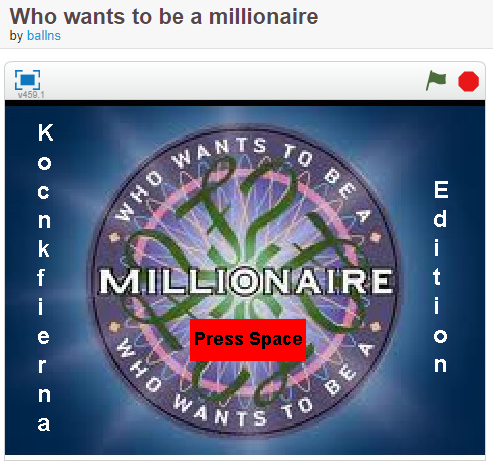 Who wants to be a millionaire
by ballns
v459.1
Kocnkfierna
WHO WANTS TO BE A
MILLIONAIRE
Press Space
WHO WANTS TO BE A
Edition